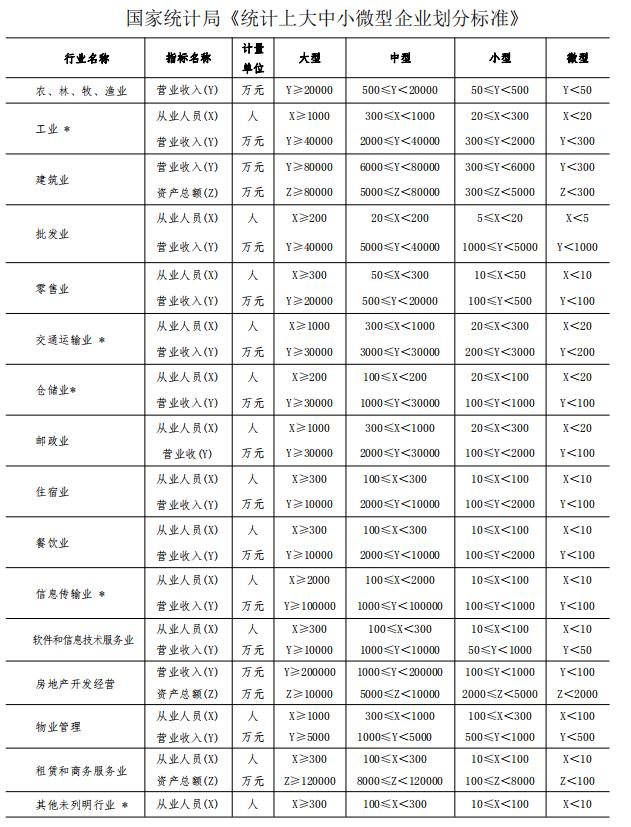 国家统计局《统计上大中小微型企业划分标准》
行业名称 指标名称 计量单位 大型 中型 小型 微型
农、林、牧、渔业 营业收入(Y) 万元 Y≥20000 500≤Y<20000 50≤Y<500 Y<50
工业 * 从业人员(X) 人 X≥1000 300≤X<1000 20≤X<300 X<20
营业收入(Y) 万元 Y≥40000 2000≤Y<40000 300≤Y<2000 Y<300
建筑业 营业收入(Y) 万元 Y≥80000 6000≤Y<80000 300≤Y<6000 Y<300
资产总额(Z) 万元 Z≥80000 5000≤Z<80000 300≤Z<5000 Z<300
批发业 从业人员(X) 人 X≥200 20≤X<200 5≤X<20 X<5
营业收入(Y) 万元 Y≥40000 5000≤Y<40000 1000≤Y<5000 Y<1000
零售业 从业人员(X) 人 X≥300 50≤X<300 10≤X<50 X<10
营业收入(Y) 万元 Y≥20000 500≤Y<20000 100≤Y<500 Y<100
交通运输业 * 从业人员(X) 人 X≥1000 300≤X<1000 20≤X<300 X<20
营业收入(Y) 万元 Y≥30000 3000≤Y<30000 200≤Y<3000 Y<200
仓储业* 从业人员(X) 人 X≥200 100≤X<200 20≤X<100 X<20
营业收入(Y) 万元 Y≥30000 1000≤Y<30000 100≤Y<1000 Y<100
邮政业 从业人员(X) 人 X≥1000 300≤X<1000 20≤X<300 X<20
营业收(Y) 万元 Y≥30000 2000≤Y<30000 100≤Y<2000 Y<100
住宿业 从业人员(X) 人 X≥300 100≤X<300 10≤X<100 X<10
营业收入(Y) 万元 Y≥10000 2000≤Y<10000 100≤Y<2000 Y<100
餐饮业 从业人员(X) 人 X≥300 100≤X<300 10≤X<100 X<10
营业收入(Y) 万元 Y≥10000 2000≤Y<10000 100≤Y<2000 Y<100
信息传输业 * 从业人员(X) 人 X≥2000 100≤X<2000 10≤X<100 X<10
营业收入(Y) 万元 Y≥100000 1000≤Y<100000 100≤Y<1000 Y<100
软件和信息技术服务业 从业人员(X) 人 X≥300 100≤X<300 10≤X<100 X<10
营业收入(Y) 万元 Y≥10000 1000≤Y<10000 50≤Y<1000 Y<50
房地产开发经营 营业收入(Y) 万元 Y≥200000 1000≤Y<200000 100≤Y<1000 Y<100
资产总额(Z) 万元 Z≥10000 5000≤Z<10000 2000≤Z<5000 Z<2000
物业管理 从业人员(X) 人 X≥1000 300≤X<1000 100≤X<300 X<100
营业收入(Y) 万元 Y≥5000 1000≤Y<5000 500≤Y<1000 Y<500
租赁和商务服务业 从业人员(X) 人 X≥300 100≤X<300 10≤X<100 X<10
资产总额(Z) 万元 Z≥120000 8000≤Z<120000 100≤Z<8000 Z<100
其他未列明行业 * 从业人员(X) 人 X≥300 100≤X<300 10≤X<100 X<10